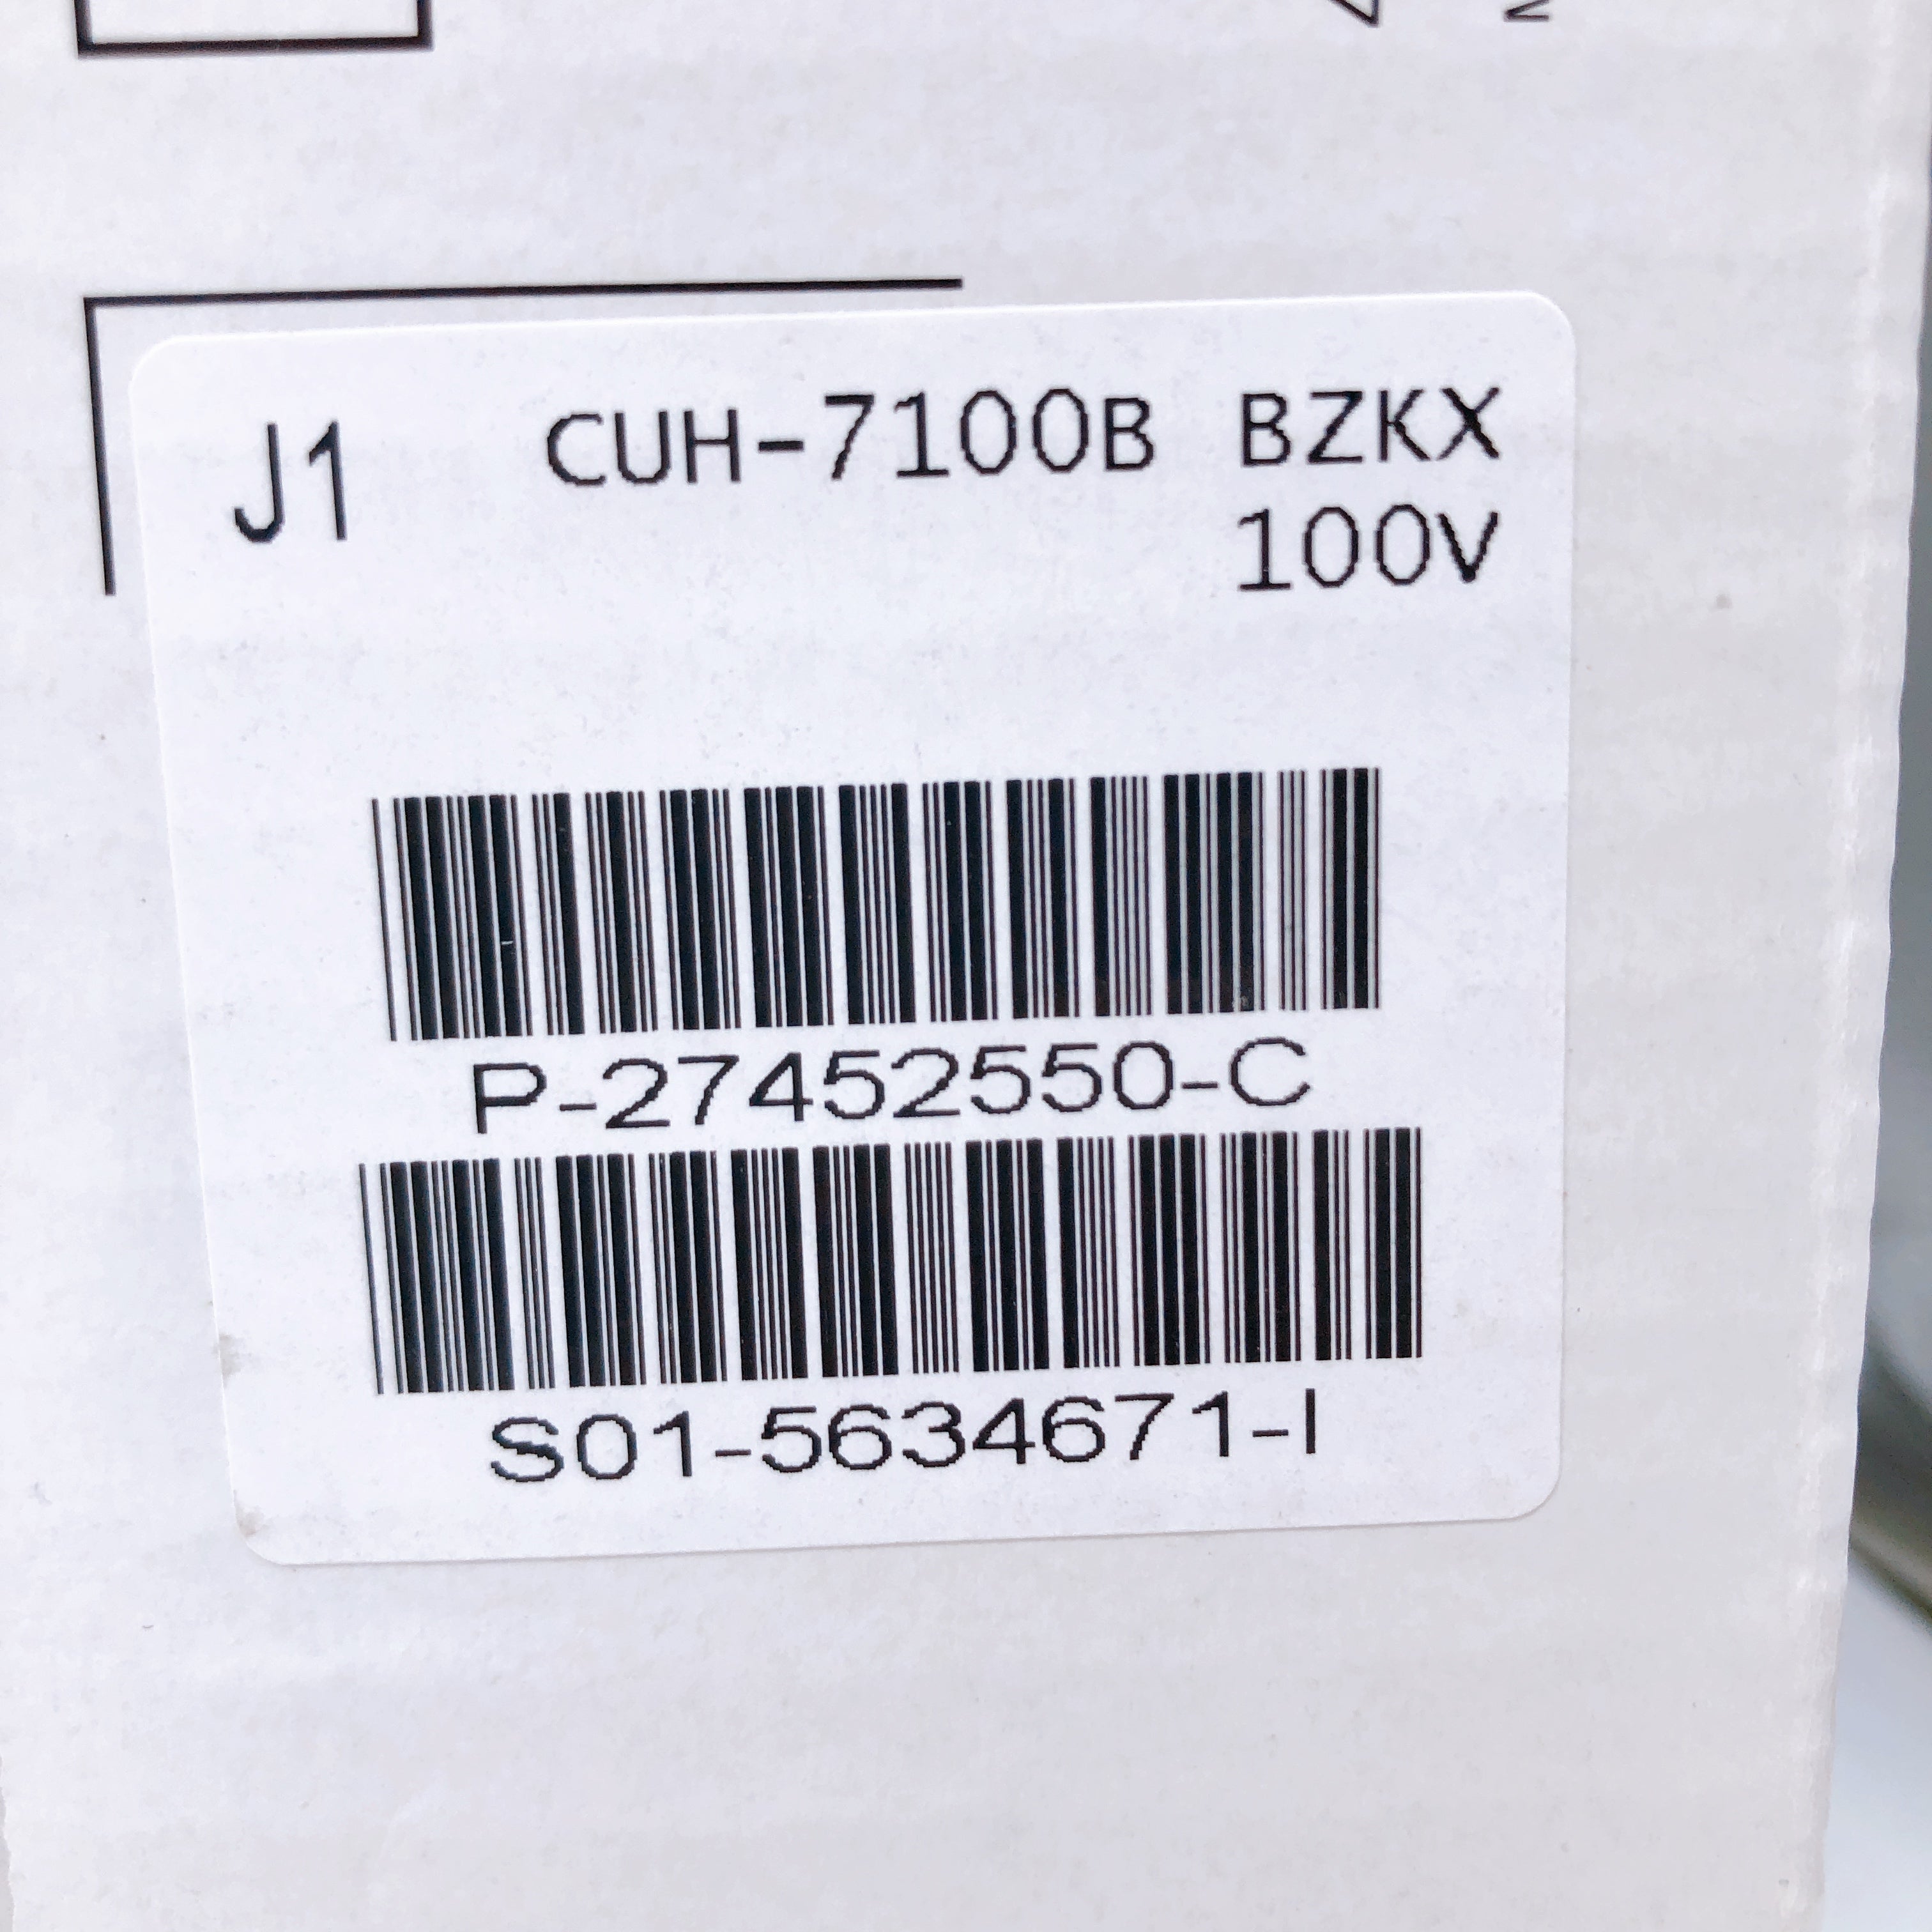 J1 CUH-7100B BZKX
100V
P-27452550-C
S01-5634671-I